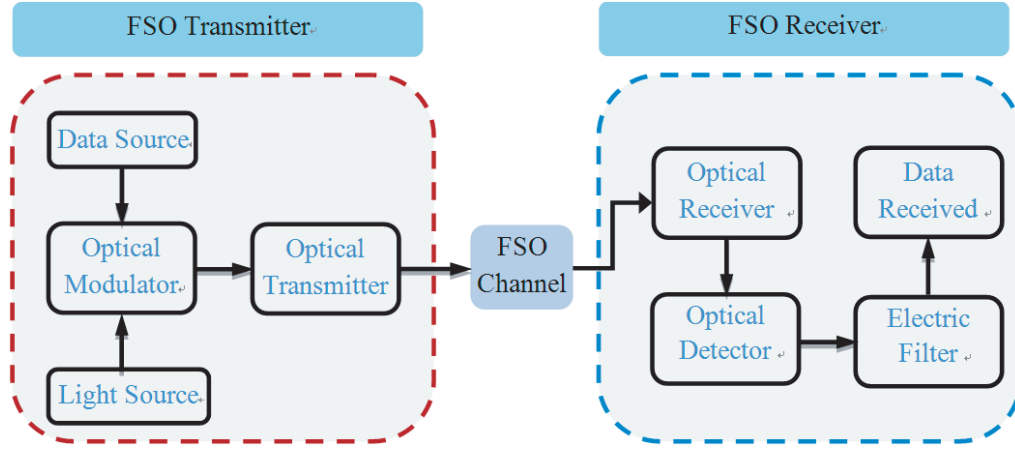 FSO Transmitter
FSO Receiver
Data Source
Optical
Modulator
Light Source
Optical
Transmitter
FSO
Channel
Optical
Receiver
Optical
Detector
Electric
Filter
Data
Received